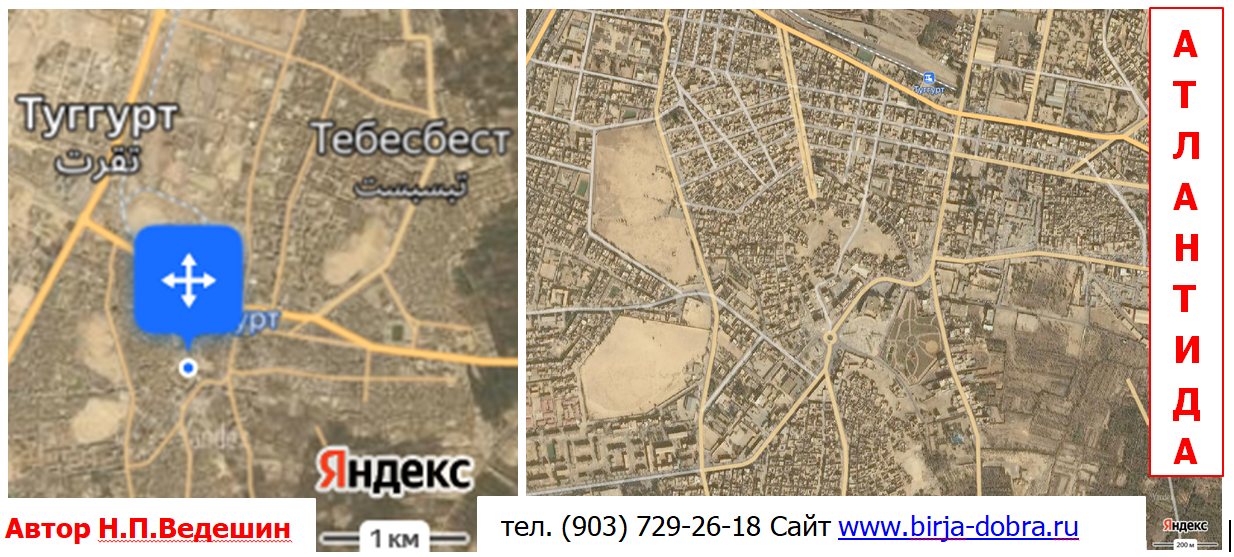 Туггурт
تقرت
Тебесбест
تبسبست
урт
Яндекс
1 км
Туггурт
А
Т
Л
А
Н
Т
И
Д
А
Автор Н.П.Ведешин
тел. (903) 729-26-18 Сайт www.birja-dobra.ru
Яндекс
200 м